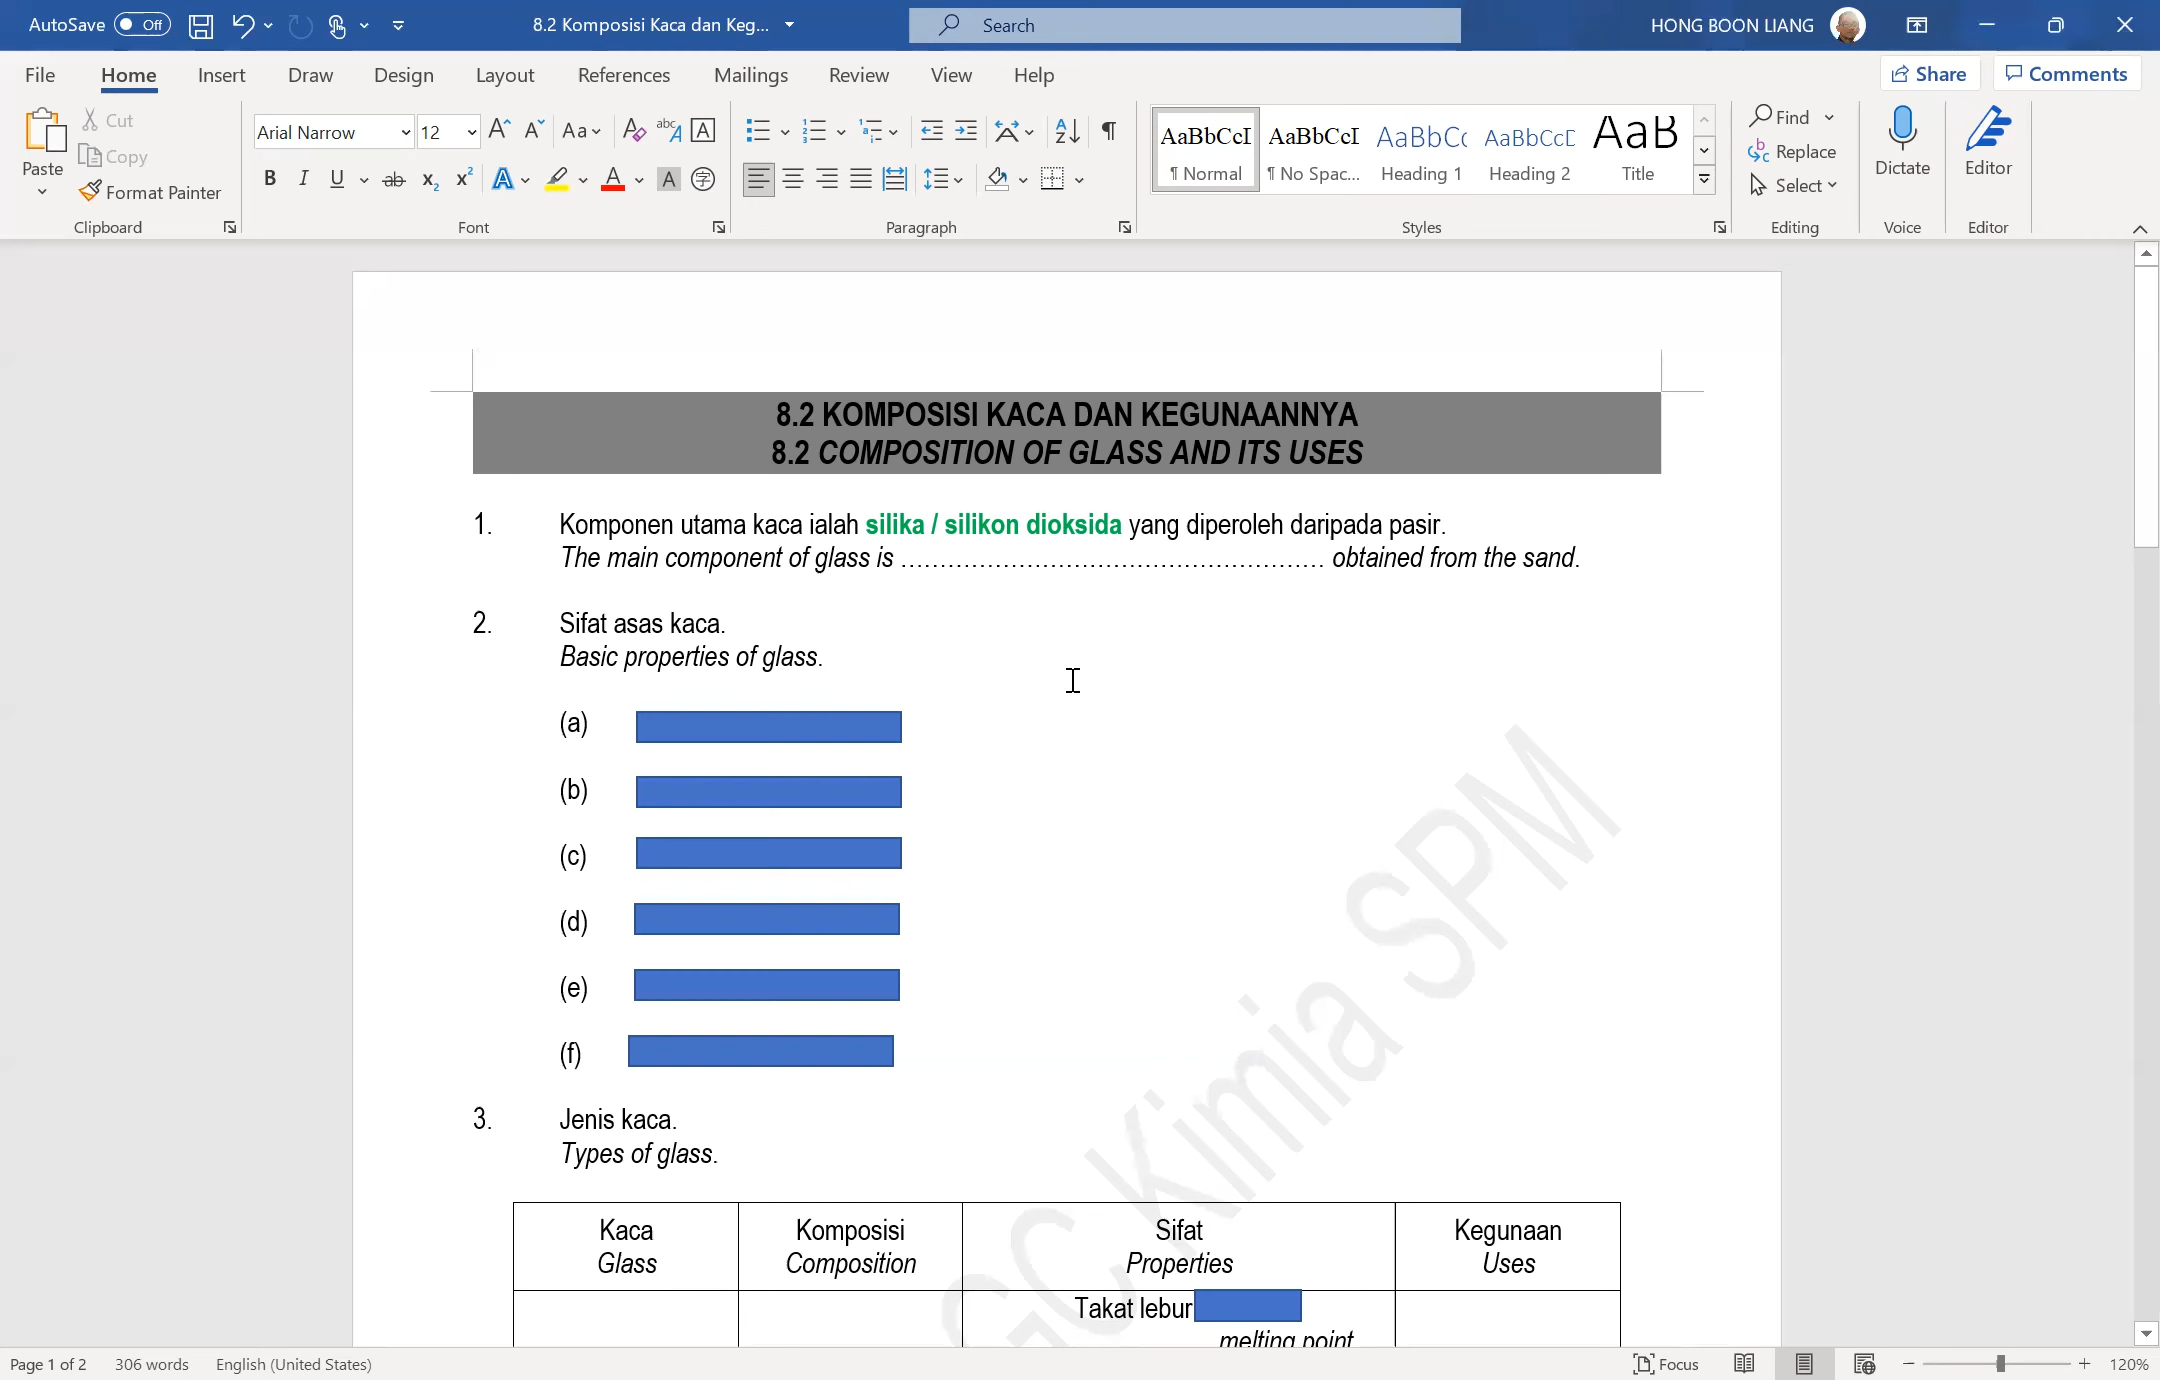 AutoSave Off 8.2 Komposisi Kaca dan Keg... Search HONG BOON LIANG
File Home Insert Draw Design Layout References Mailings Review View Help Share Comments
Paste Cut Copy Format Painter
Arial Narrow 12
AaBbCcI AaBbCcI AaBbCc AaBbCcD AaB
¶ Normal ¶ No Spac... Heading 1 Heading 2 Title
Find Replace Select Dictate Editor
Clipboard Font Paragraph Styles Editing Voice Editor
8.2 KOMPOSISI KACA DAN KEGUNAANNYA
8.2 COMPOSITION OF GLASS AND ITS USES
1. Komponen utama kaca ialah silika / silikon dioksida yang diperoleh daripada pasir.
The main component of glass is ...................................................... obtained from the sand.
2. Sifat asas kaca.
Basic properties of glass.
(a)
(b)
(c)
(d)
(e)
(f)
3. Jenis kaca.
Types of glass.
Kaca Komposisi Sifat Kegunaan
Glass Composition Properties Uses
Takat lebur
melting point
GC Kimia SPM
Page 1 of 2 306 words English (United States) Focus 120%